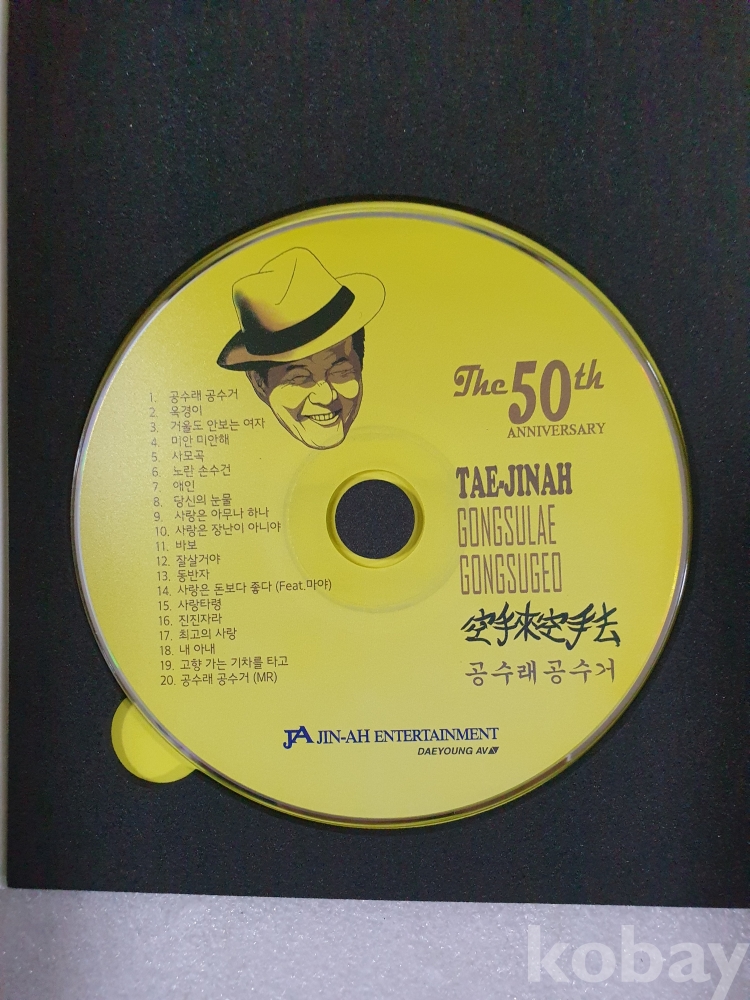 1. 공수래 공수거
2. 옥경이
3. 거울도 안보는 여자
4. 미안 미안해
5. 사모곡
6. 노란 손수건
7. 애인
8. 당신의 눈물
9. 사랑은 아무나 하나
10. 사랑은 장난이 아니야
11. 바보
12. 잘살거야
13. 동반자
14. 사랑은 돈보다 좋다 (Feat.마야)
15. 사랑타령
16. 진진자라
17. 최고의 사랑
18. 내 아내
19. 고향 가는 기차를 타고
20. 공수래 공수거 (MR)
The 50th
ANNIVERSARY
TAE-JINAH
GONGSULAE
GONGSUGEO
空手來空手去
공수래공수거
JA JIN-AH ENTERTAINMENT
DAEYOUNG AV
kobay